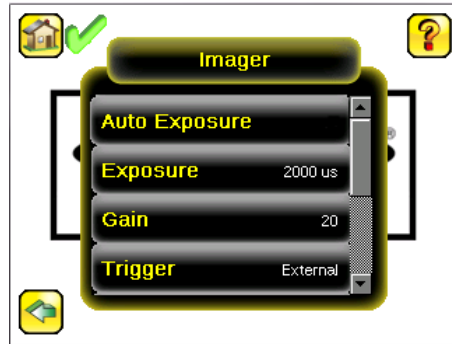 Imager
Auto Exposure
Exposure 2000 us
Gain 20
Trigger External
?
®